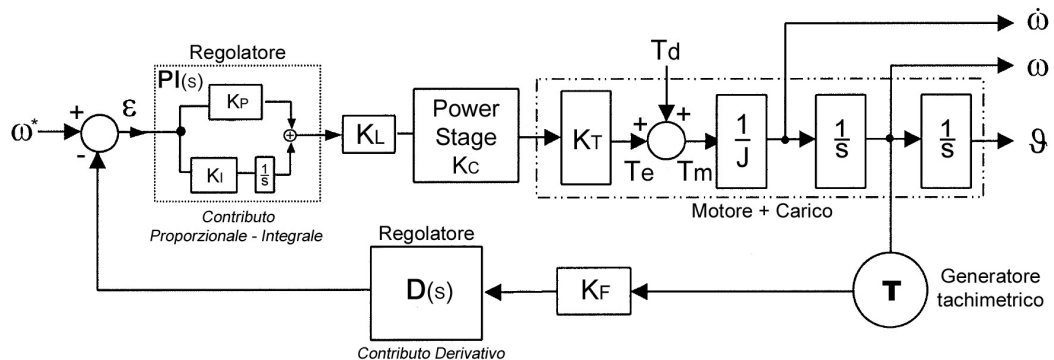 ω̇
ω
ϑ
Regolatore
PI(s)
KP
KI
1
s
Contributo
Proporzionale - Integrale
ω*
+
-
ε
KL
Power
Stage
KC
KT
Td
+
+
Te
Tm
1
J
1
s
1
s
Motore + Carico
Regolatore
D(s)
Contributo Derivativo
KF
T
Generatore
tachimetrico